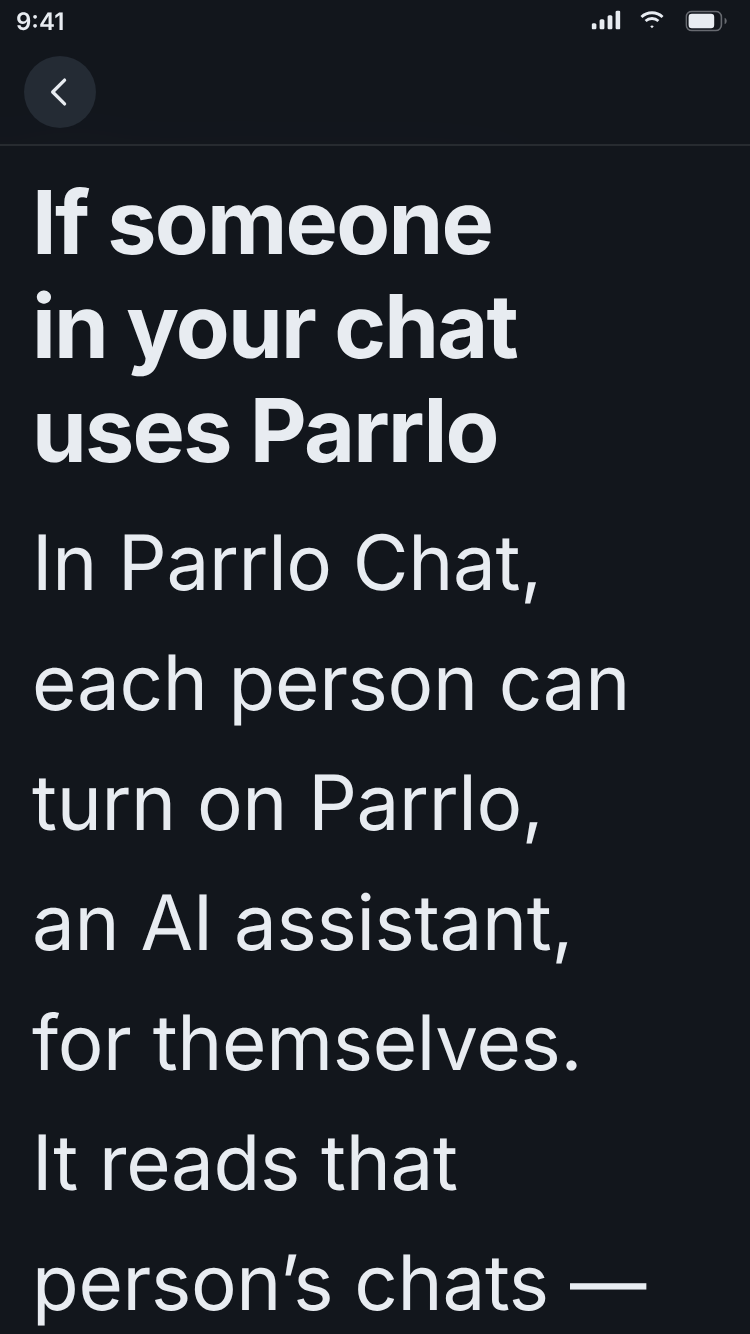 9:41
If someone
in your chat
uses Parrlo
In Parrlo Chat,
each person can
turn on Parrlo,
an AI assistant,
for themselves.
It reads that
person’s chats —